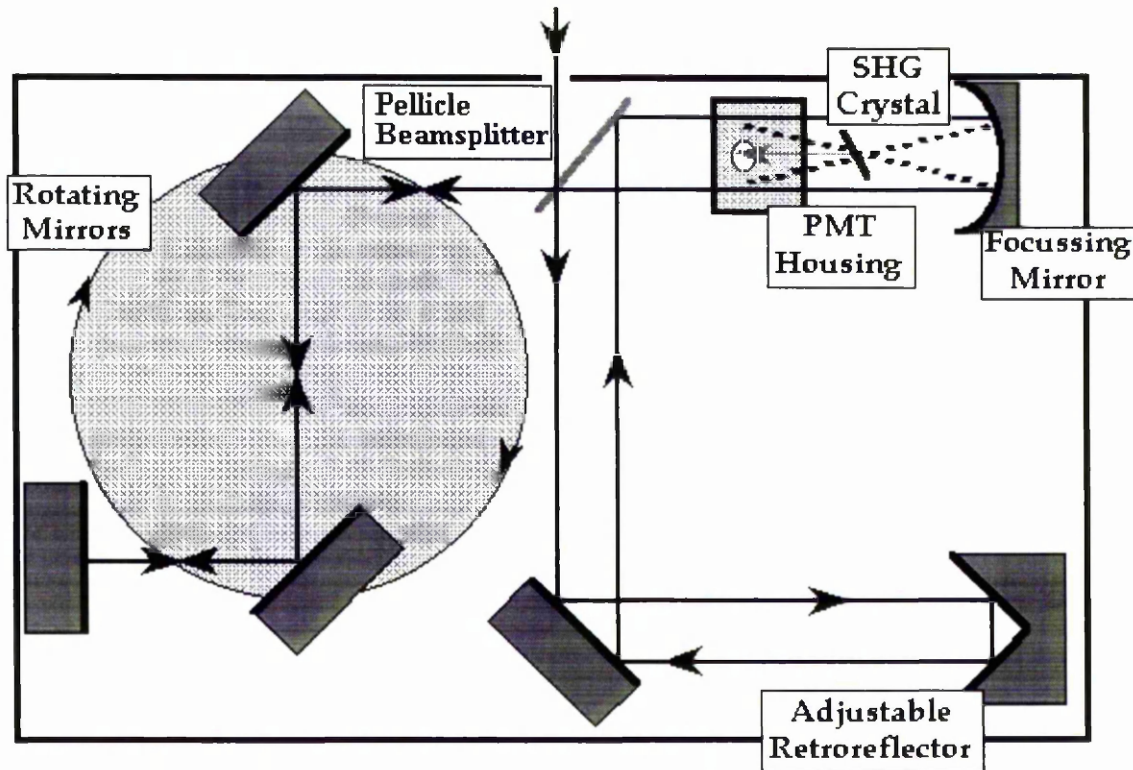 SHG
Crystal
Pellicle
Beamsplitter
Rotating
Mirrors
PMT
Housing
Focussing
Mirror
Adjustable
Retroreflector